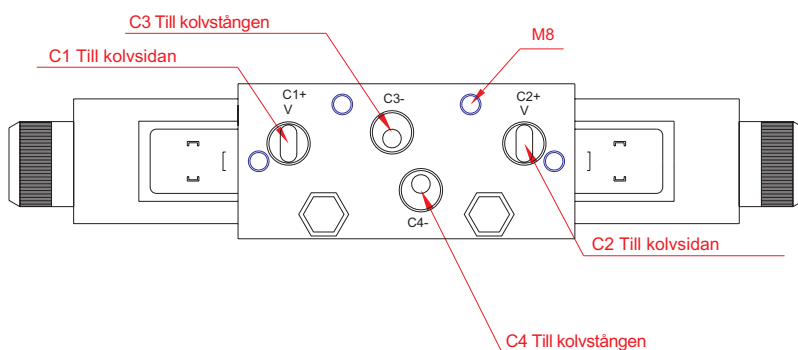 C3 Till kolvstången
M8
C1 Till kolvsidan
C1+
V
C3-
C2+
V
C4-
C2 Till kolvsidan
C4 Till kolvstången